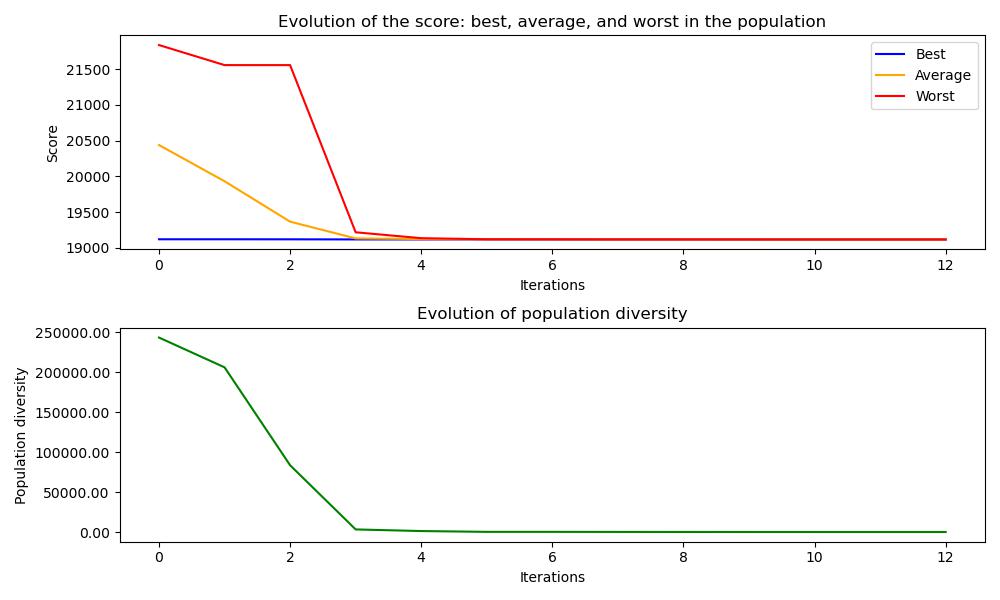 Evolution of the score: best, average, and worst in the population
Score
21500
21000
20500
20000
19500
19000
Best
Average
Worst
0 2 4 6 8 10 12
Iterations
Evolution of population diversity
Population diversity
250000.00
200000.00
150000.00
100000.00
50000.00
0.00
0 2 4 6 8 10 12
Iterations